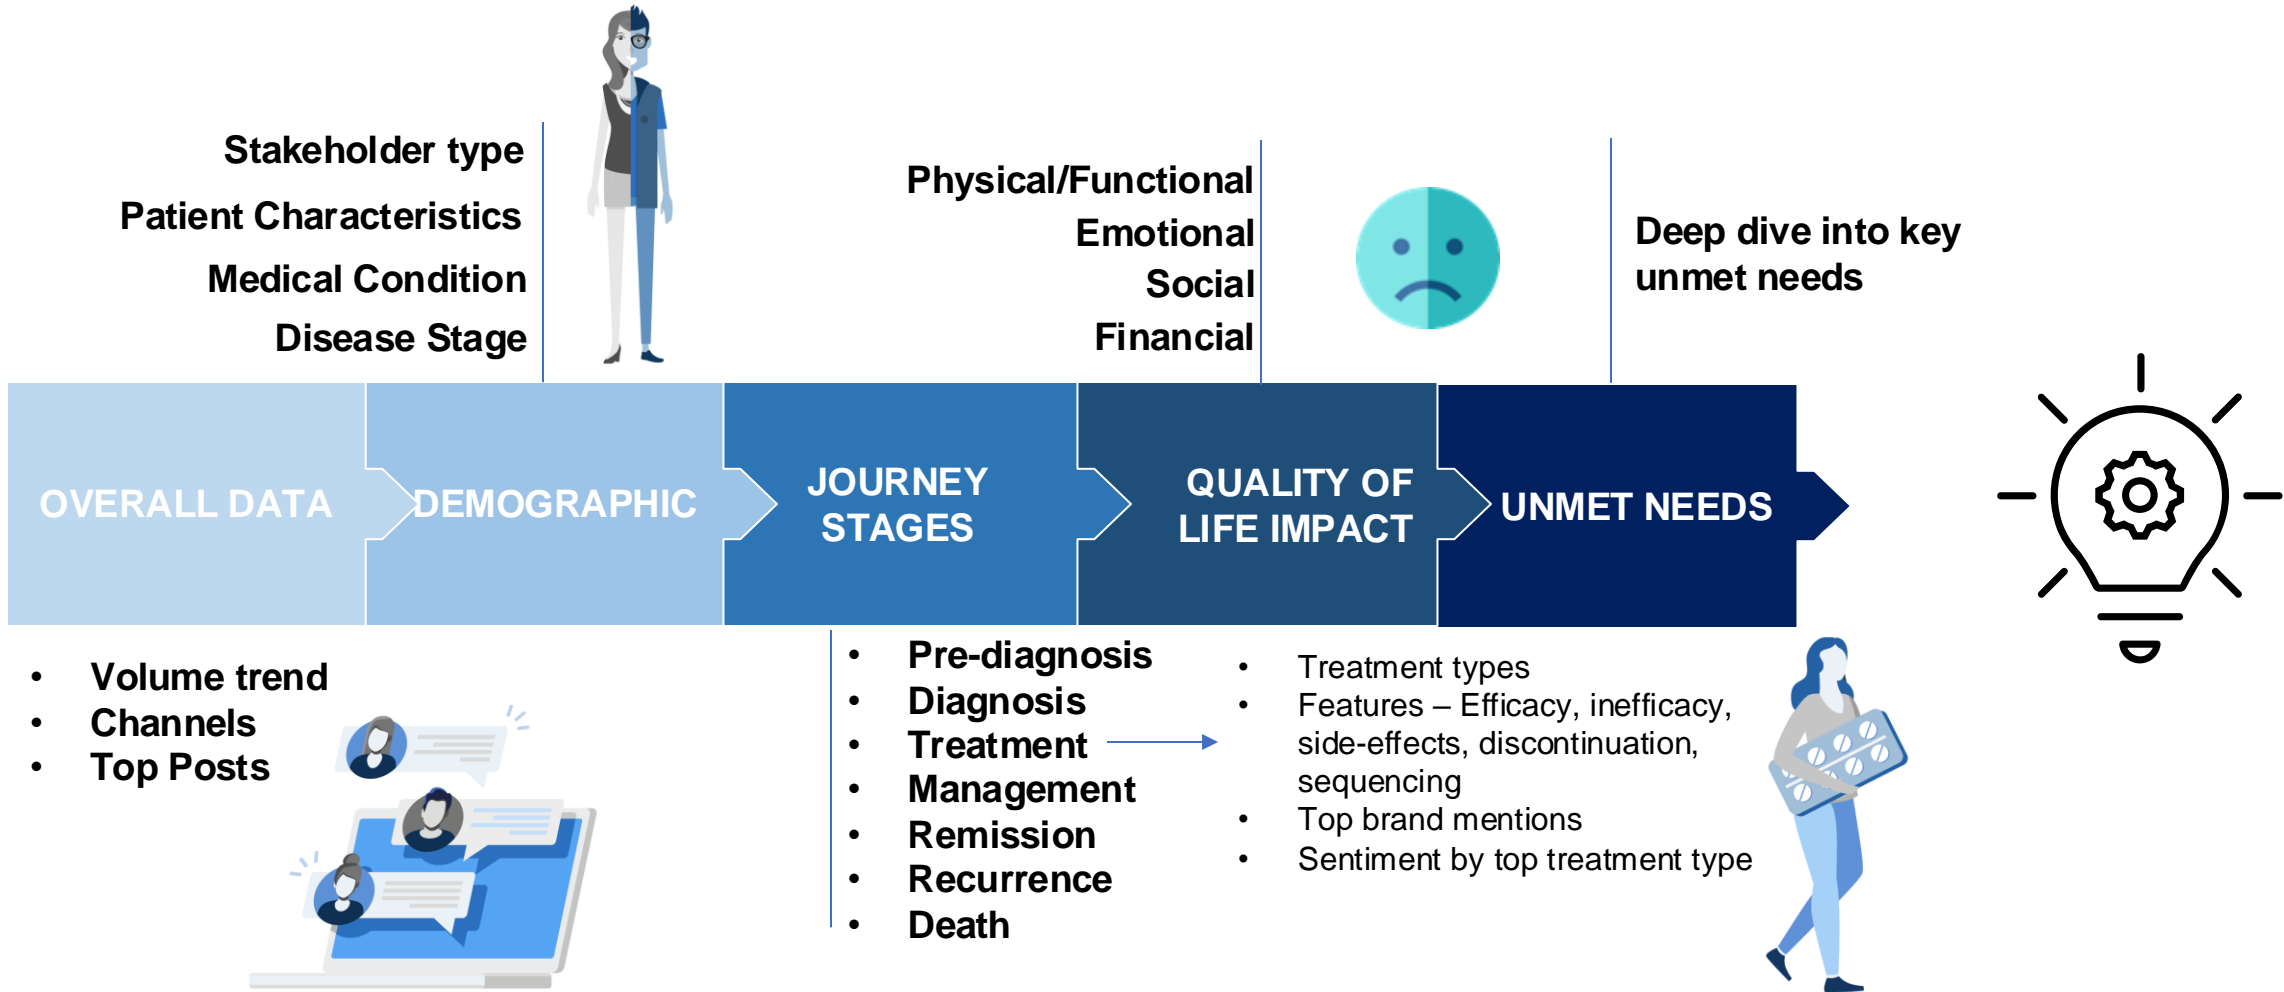 Stakeholder type
Patient Characteristics
Medical Condition
Disease Stage
Physical/Functional
Emotional
Social
Financial
Deep dive into key
unmet needs
OVERALL DATA
DEMOGRAPHIC
JOURNEY
STAGES
QUALITY OF
LIFE IMPACT
UNMET NEEDS
• Volume trend
• Channels
• Top Posts
• Pre-diagnosis
• Diagnosis
• Treatment
• Management
• Remission
• Recurrence
• Death
• Treatment types
• Features – Efficacy, inefficacy,
side-effects, discontinuation,
sequencing
• Top brand mentions
• Sentiment by top treatment type